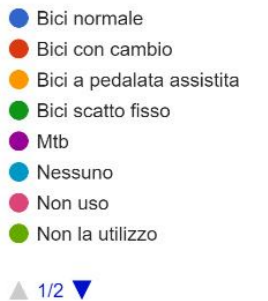 Bici normale
Bici con cambio
Bici a pedalata assistita
Bici scatto fisso
Mtb
Nessuno
Non uso
Non la utilizzo
1/2